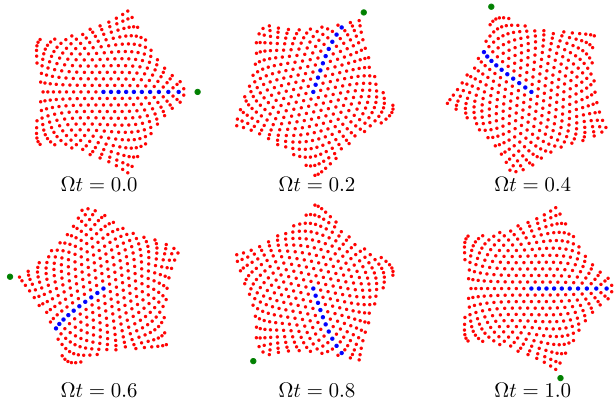 Ωt = 0.0
Ωt = 0.2
Ωt = 0.4
Ωt = 0.6
Ωt = 0.8
Ωt = 1.0